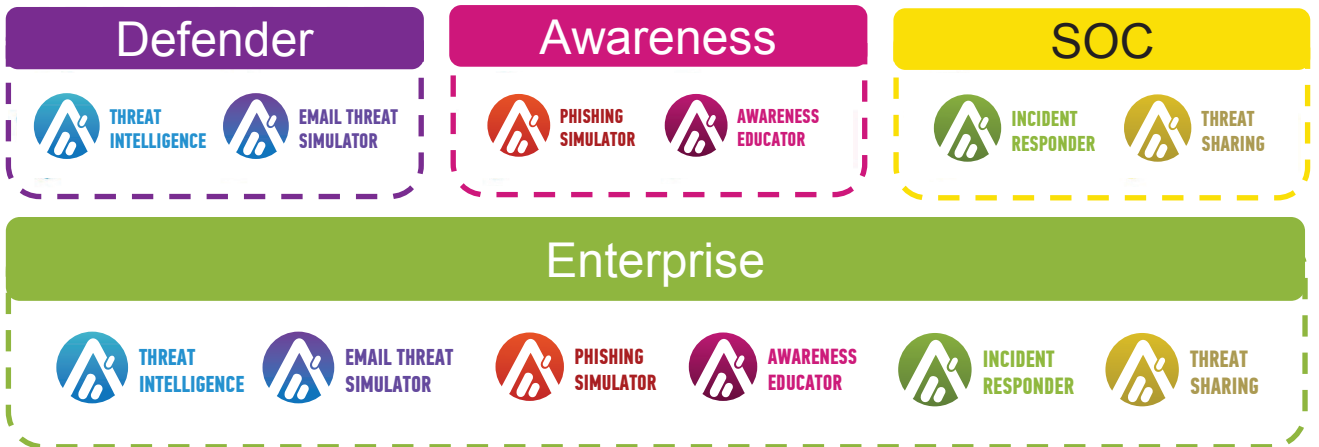 Defender
THREAT
INTELLIGENCE
EMAIL THREAT
SIMULATOR
Awareness
PHISHING
SIMULATOR
AWARENESS
EDUCATOR
SOC
INCIDENT
RESPONDER
THREAT
SHARING
Enterprise
THREAT
INTELLIGENCE
EMAIL THREAT
SIMULATOR
PHISHING
SIMULATOR
AWARENESS
EDUCATOR
INCIDENT
RESPONDER
THREAT
SHARING